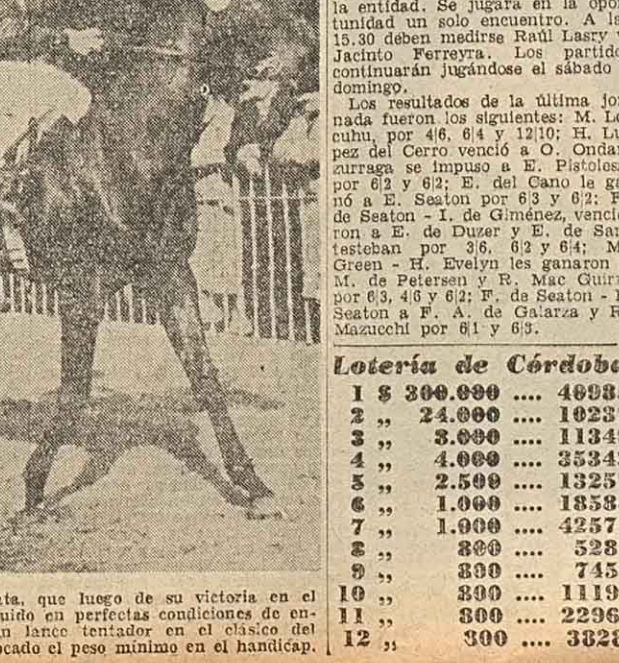 la entidad. Se jugará en la opor
tunidad un solo encuentro. A la
15.30 deben medirse Raúl Lasry y
Jacinto Ferreyra. Los partido
continuarán jugándose el sábado
domingo.
Los resultados de la última jor
nada fueron los siguientes: M. Le
cuhu, por 4|6, 6|4 y 12|10; H. Lu
pez del Cerro venció a O. Ondar
zurraga se impuso a E. Pistoles
por 6|2 y 6|2; E. del Cano le ga
nó a E. Seaton por 6|3 y 6|2; F
de Seaton - I. de Giménez, vencie
ron a E. de Duzer y E. de San
testeban por 3|6, 6|2 y 6|4; M
Green - H. Evelyn les ganaron
M. de Petersen y R. Mac Guirr
por 6|3, 4|6 y 6|2; F. de Seaton -
Seaton a F. A. de Galarza y R
Mazucchi por 6|1 y 6|3.
Lotería de Córdoba
1 $ 300.000 .... 4098
2 „ 24.000 .... 1023
3 „ 8.000 .... 1134
4 „ 4.000 .... 3534
5 „ 2.500 .... 1325
6 „ 1.000 .... 1858
7 „ 1.000 .... 4257
8 „ 800 .... 528
9 „ 800 .... 745
10 „ 800 .... 1119
11 „ 800 .... 2296
12 „ 800 .... 3828
ata, que luego de su victoria en el
uido en perfectas condiciones de en-
n lance tentador en el clásico del
ocado el peso mínimo en el handicap.